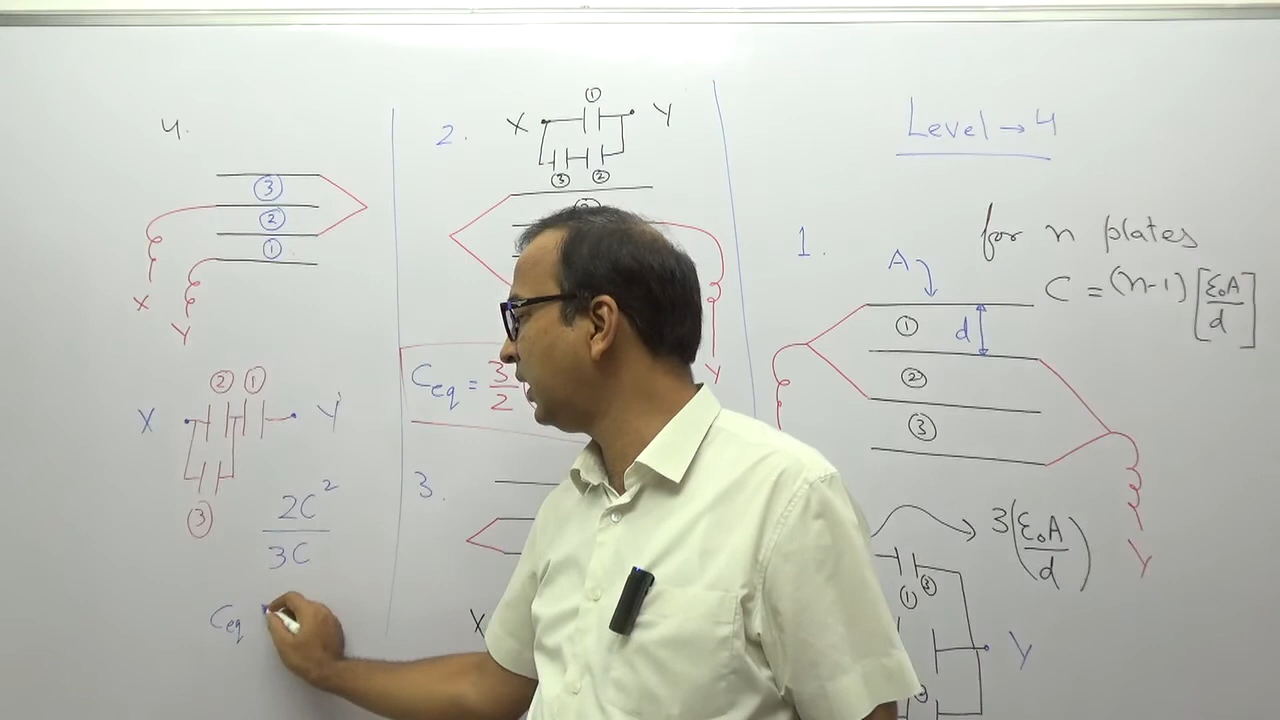 4.
③
②
①
X
Y
② ①
X Y
③
2C²
3C
Ceq
2.
①
X Y
③ ②
Ceq = 3/2
Y
3.
X
Level → 4
1.
for n plates
C = (n-1) [ε₀A/d]
A
d
①
②
③
Y
3(ε₀A/d)
①
③
Y